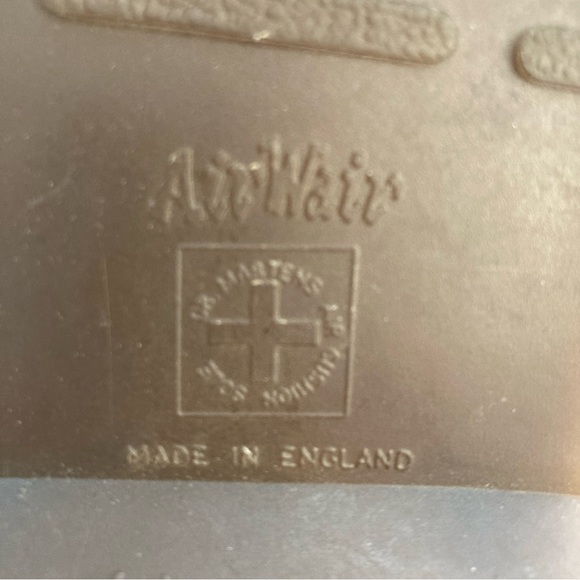 AirWair
DR. MARTENS AIR CUSHION SOLE
MADE IN ENGLAND